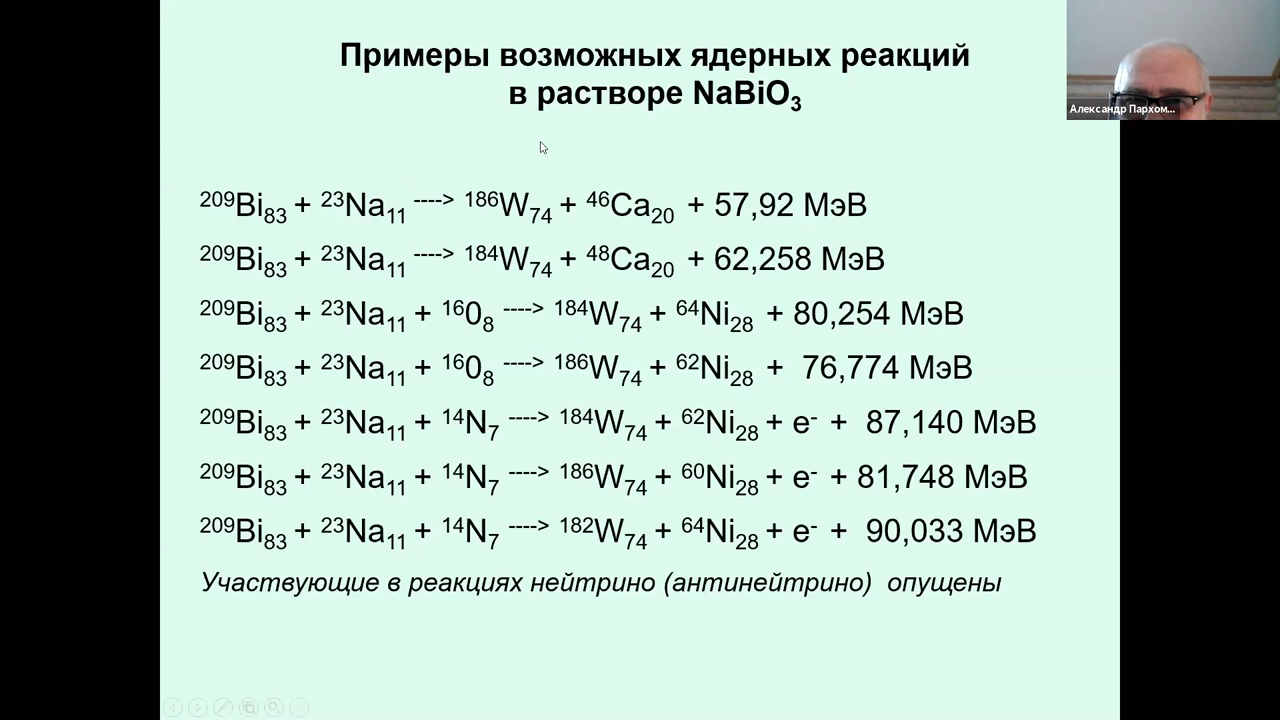 Примеры возможных ядерных реакций
в растворе NaBiO₃
Александр Пархом...
²⁰⁹Bi₈₃ + ²³Na₁₁ ----> ¹⁸⁶W₇₄ + ⁴⁶Ca₂₀ + 57,92 МэВ
²⁰⁹Bi₈₃ + ²³Na₁₁ ----> ¹⁸⁴W₇₄ + ⁴⁸Ca₂₀ + 62,258 МэВ
²⁰⁹Bi₈₃ + ²³Na₁₁ + ¹⁶0₈ ----> ¹⁸⁴W₇₄ + ⁶⁴Ni₂₈ + 80,254 МэВ
²⁰⁹Bi₈₃ + ²³Na₁₁ + ¹⁶0₈ ----> ¹⁸⁶W₇₄ + ⁶²Ni₂₈ + 76,774 МэВ
²⁰⁹Bi₈₃ + ²³Na₁₁ + ¹⁴N₇ ----> ¹⁸⁴W₇₄ + ⁶²Ni₂₈ + e⁻ + 87,140 МэВ
²⁰⁹Bi₈₃ + ²³Na₁₁ + ¹⁴N₇ ----> ¹⁸⁶W₇₄ + ⁶⁰Ni₂₈ + e⁻ + 81,748 МэВ
²⁰⁹Bi₈₃ + ²³Na₁₁ + ¹⁴N₇ ----> ¹⁸²W₇₄ + ⁶⁴Ni₂₈ + e⁻ + 90,033 МэВ
Участвующие в реакциях нейтрино (антинейтрино) опущены